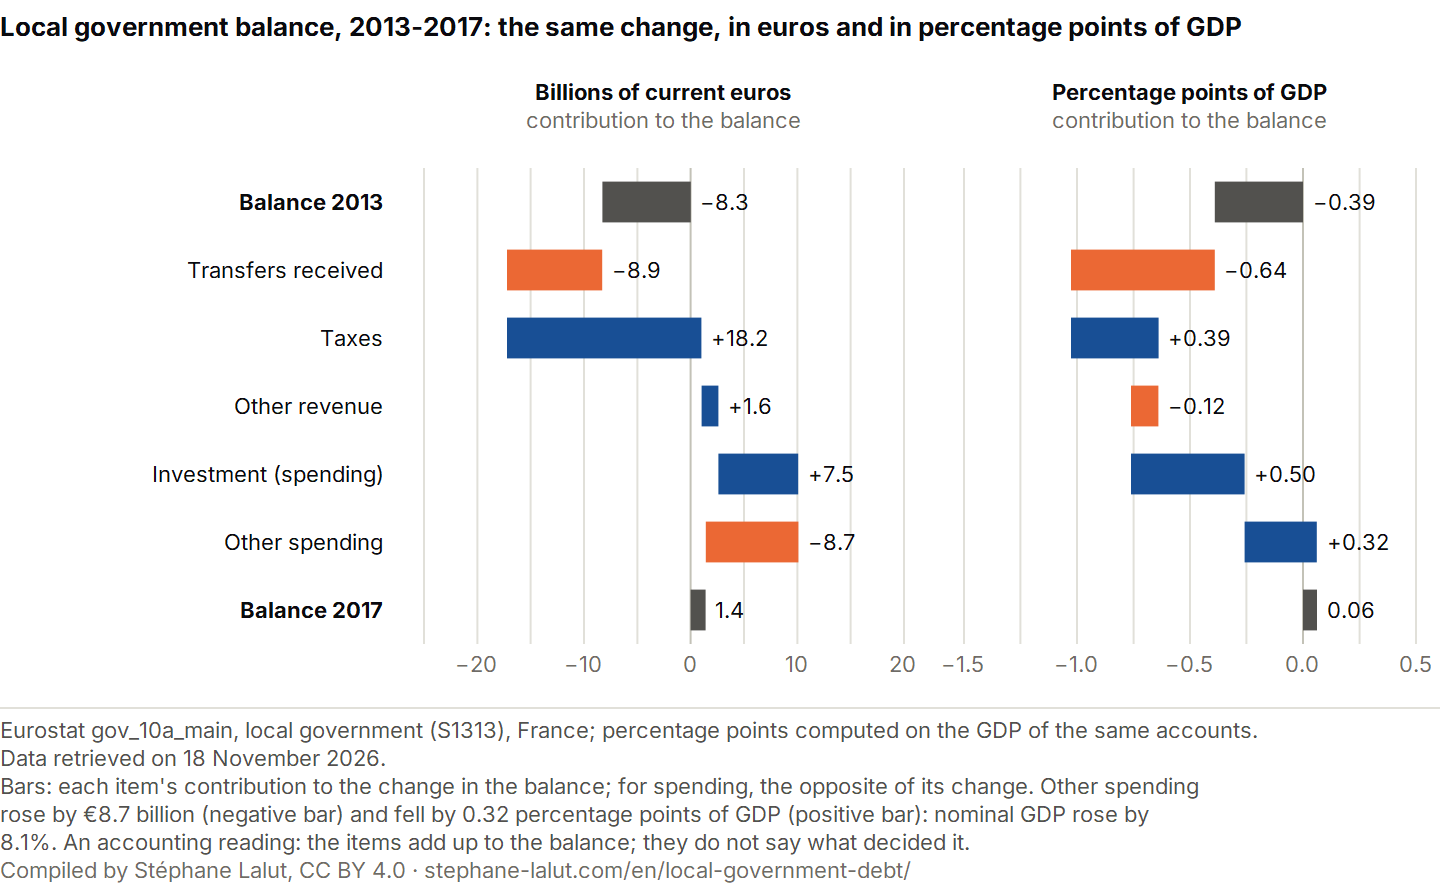 Local government balance, 2013-2017: the same change, in euros and in percentage points of GDP
Billions of current euros
contribution to the balance
Percentage points of GDP
contribution to the balance
Balance 2013 −8.3 −0.39
Transfers received −8.9 −0.64
Taxes +18.2 +0.39
Other revenue +1.6 −0.12
Investment (spending) +7.5 +0.50
Other spending −8.7 +0.32
Balance 2017 1.4 0.06
−20 −10 0 10 20 −1.5 −1.0 −0.5 0.0 0.5
Eurostat gov_10a_main, local government (S1313), France; percentage points computed on the GDP of the same accounts.
Data retrieved on 18 November 2026.
Bars: each item's contribution to the change in the balance; for spending, the opposite of its change. Other spending
rose by €8.7 billion (negative bar) and fell by 0.32 percentage points of GDP (positive bar): nominal GDP rose by
8.1%. An accounting reading: the items add up to the balance; they do not say what decided it.
Compiled by Stéphane Lalut, CC BY 4.0 · stephane-lalut.com/en/local-government-debt/